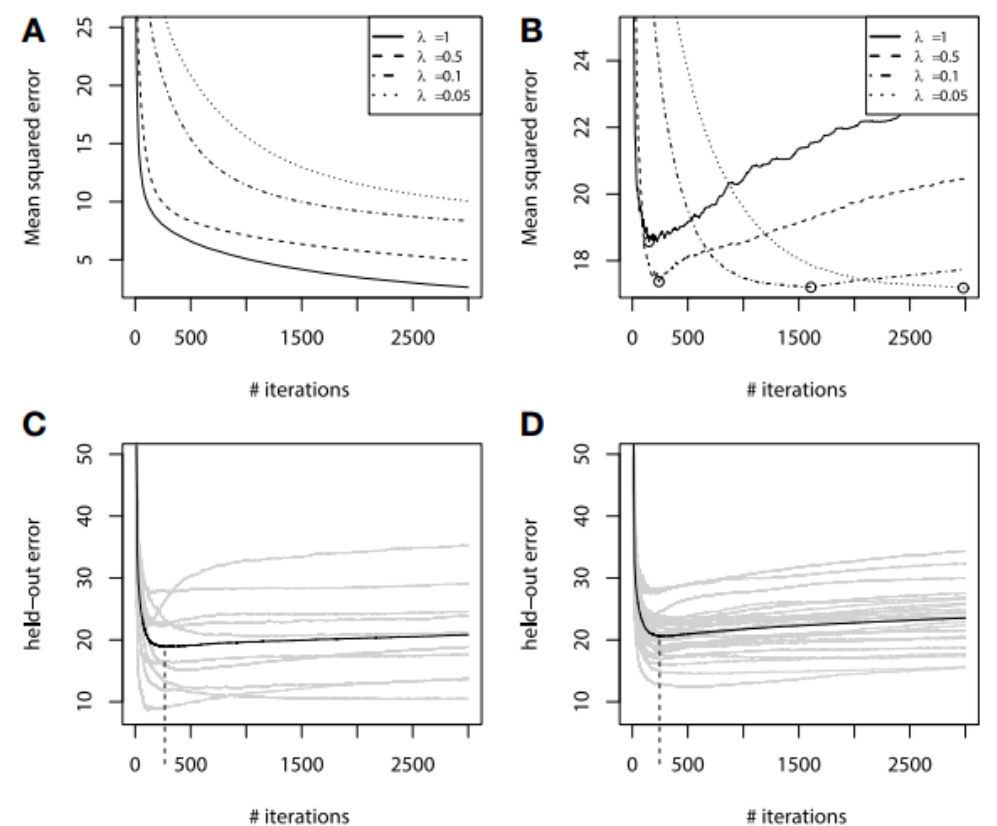 A
Mean squared error
25
20
15
10
5
λ =1
λ =0.5
λ =0.1
λ =0.05
0 500 1500 2500
# iterations
B
Mean squared error
24
22
20
18
λ =1
λ =0.5
λ =0.1
λ =0.05
0 500 1500 2500
# iterations
C
held−out error
50
40
30
20
10
0 500 1500 2500
# iterations
D
held−out error
50
40
30
20
10
0 500 1500 2500
# iterations